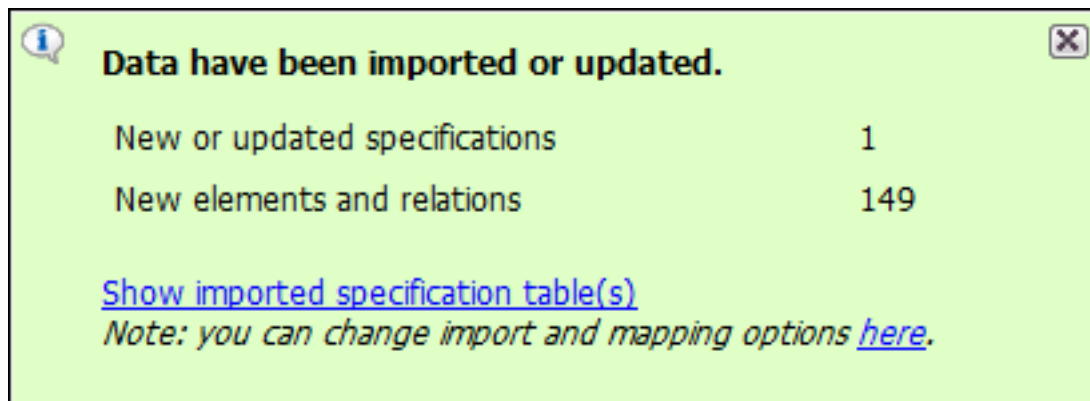 Data have been imported or updated.
New or updated specifications 1
New elements and relations 149
Show imported specification table(s)
Note: you can change import and mapping options here.